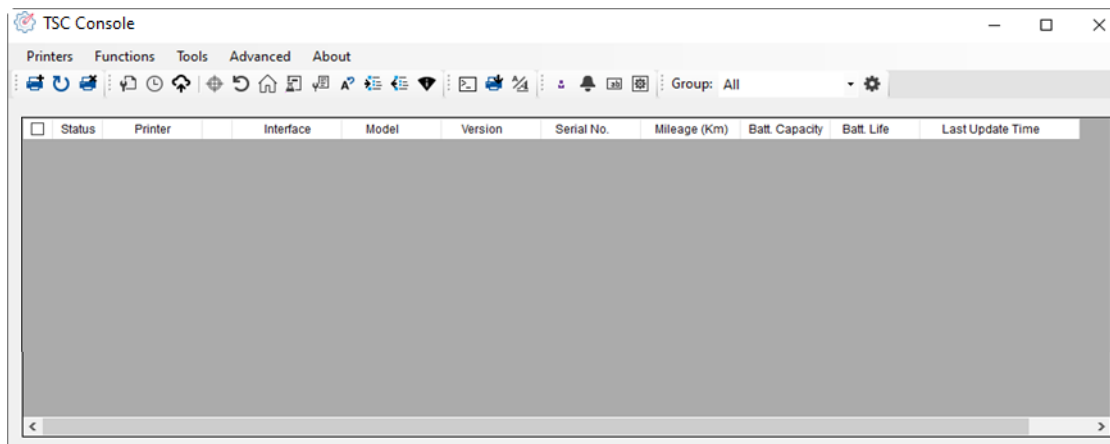 TSC Console
Printers Functions Tools Advanced About
Group: All
Status Printer Interface Model Version Serial No. Mileage (Km) Batt. Capacity Batt. Life Last Update Time